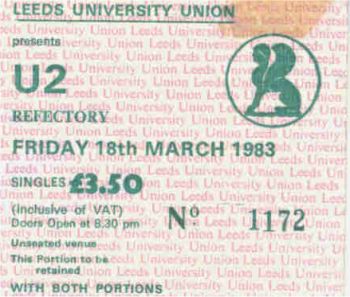 LEEDS UNIVERSITY UNION
presents
U2
REFECTORY
FRIDAY 18th MARCH 1983
SINGLES £3.50
(Inclusive of VAT)
Doors Open at 8.30 pm
Nº 1172
Unseated venue
This Portion to be
retained
WITH BOTH PORTIONS